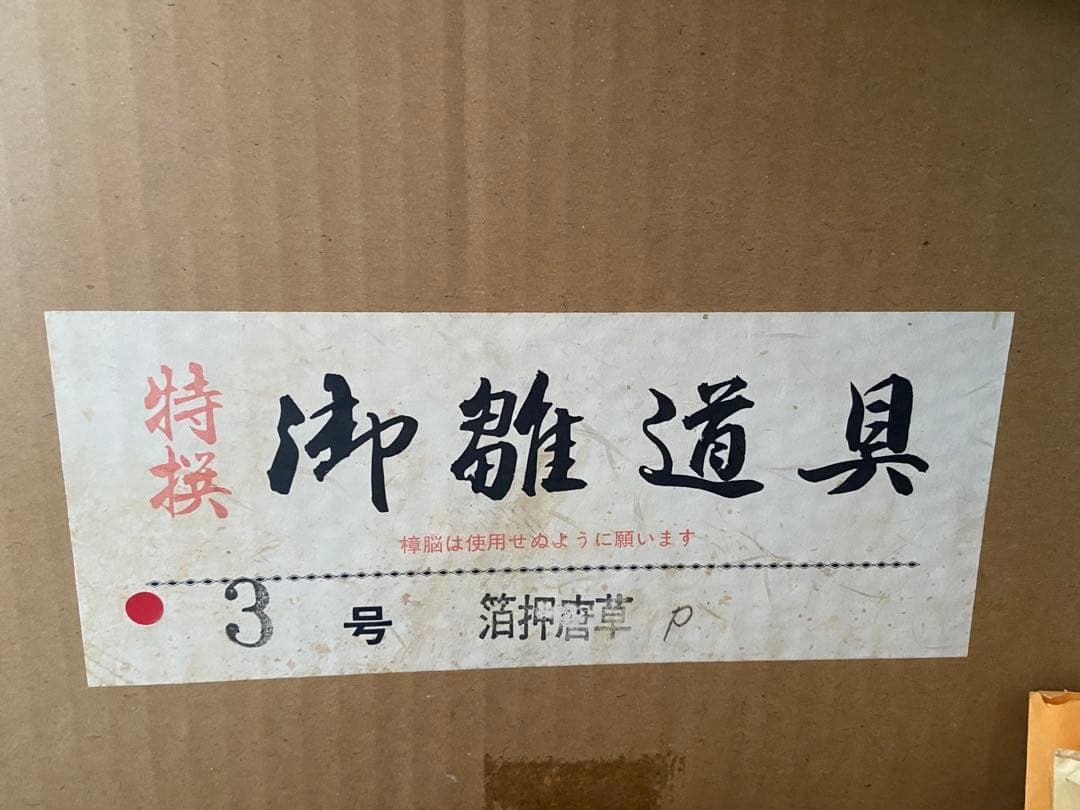 特撰
御雛道具
樟脳は使用せぬように願います
3 号 箔押唐草 P